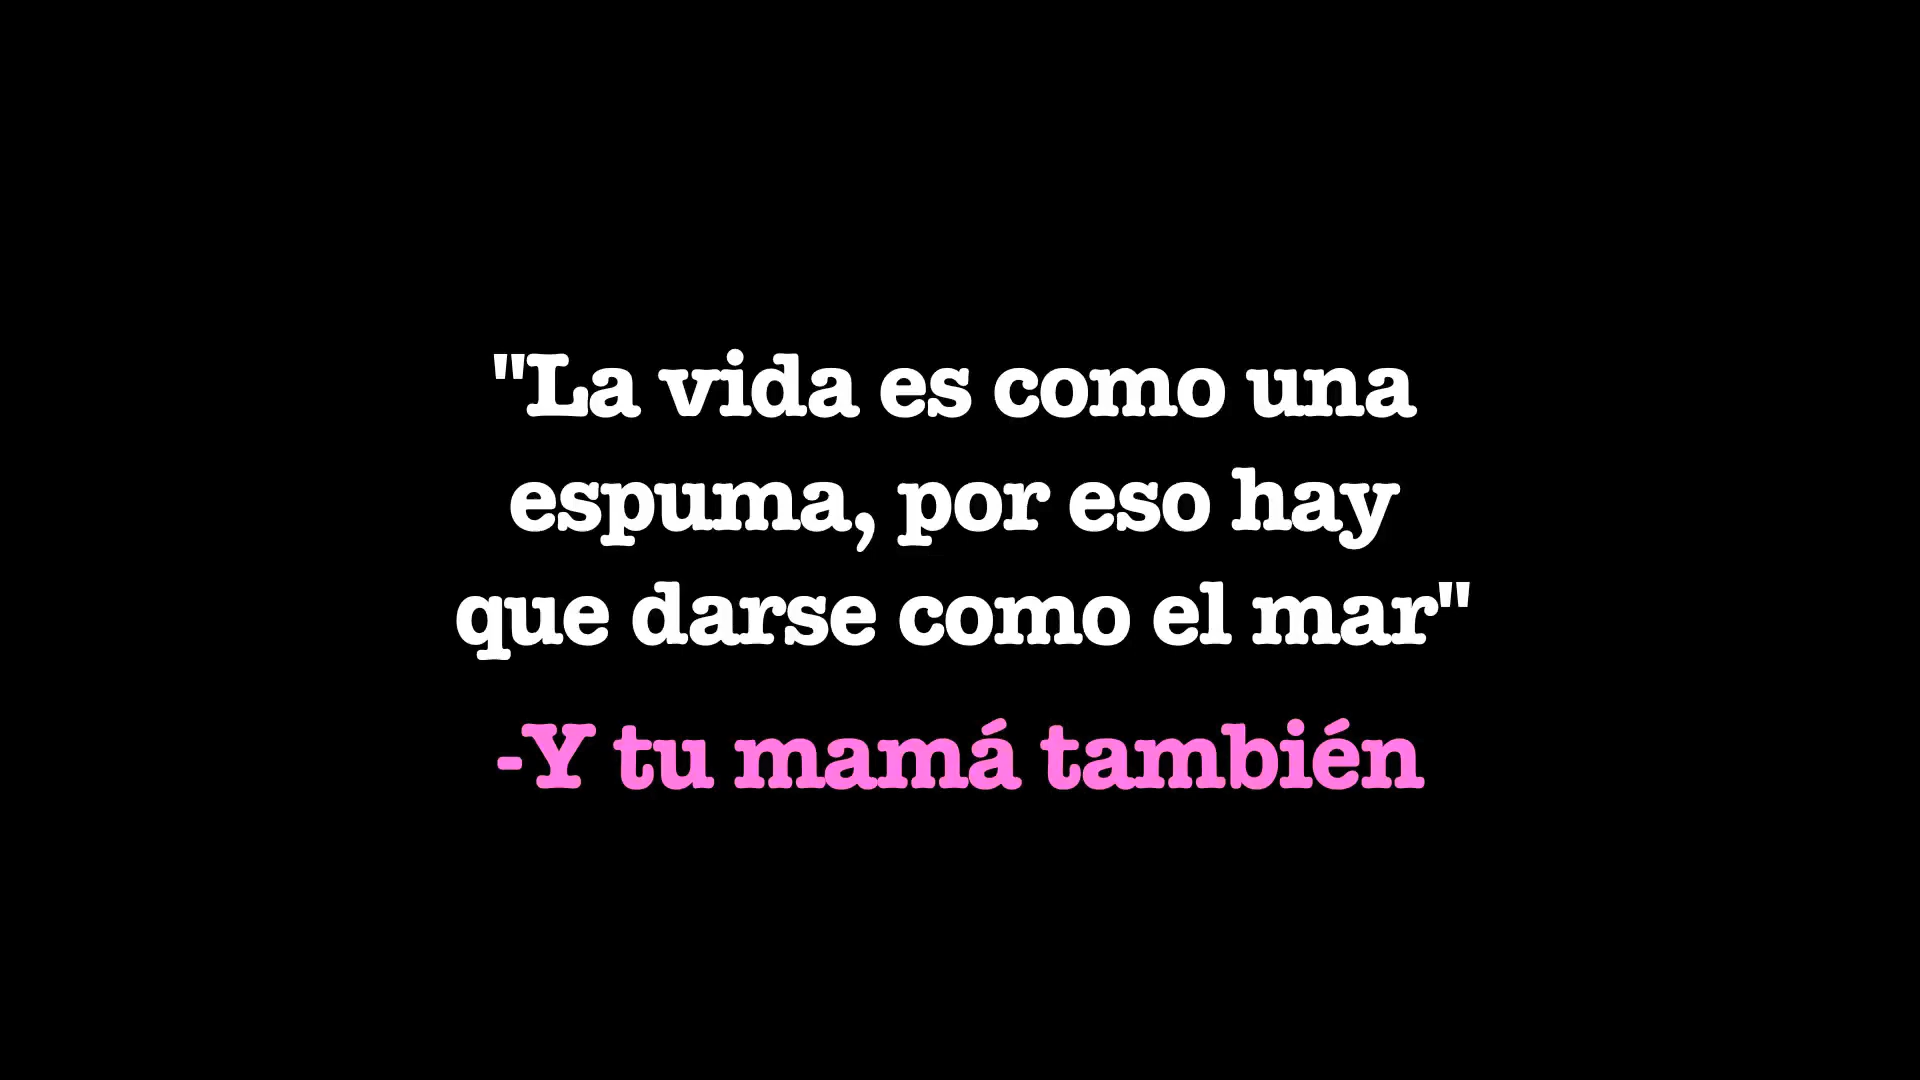 "La vida es como una
espuma, por eso hay
que darse como el mar"
-Y tu mamá también